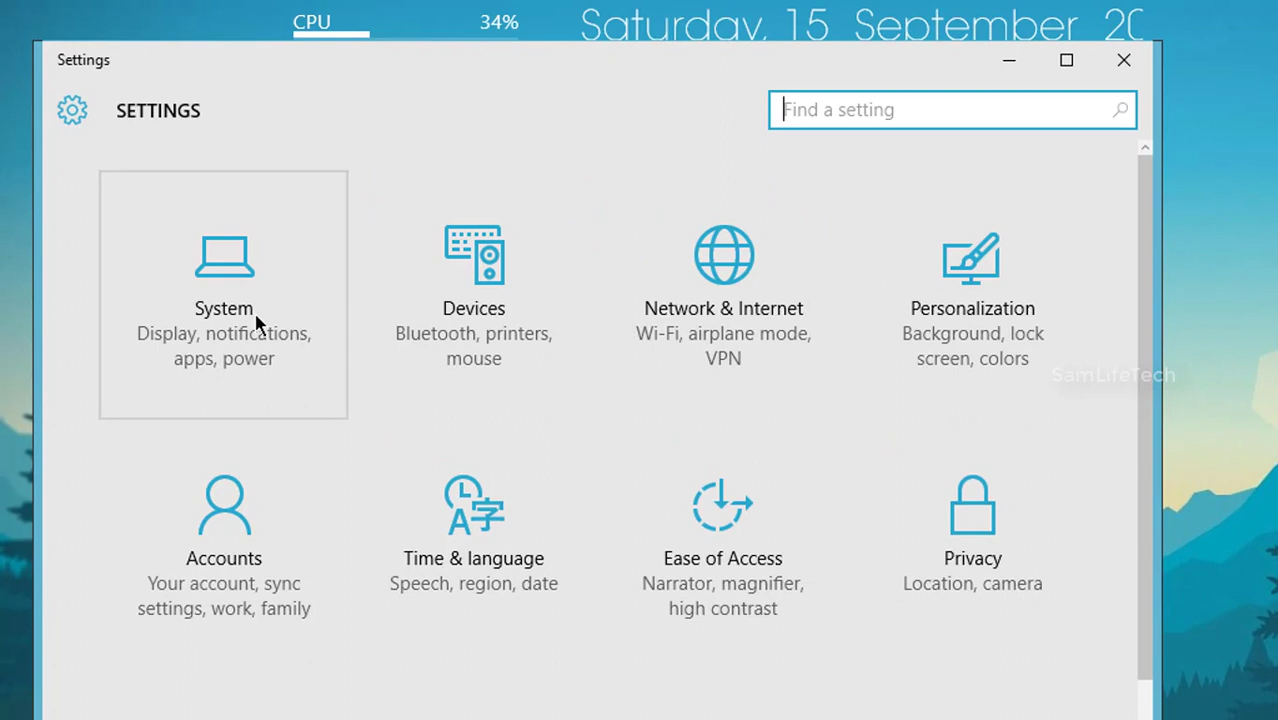 CPU 34%
Saturday, 15 September
Settings
SETTINGS
Find a setting
System
Display, notifications,
apps, power
Devices
Bluetooth, printers,
mouse
Network & Internet
Wi-Fi, airplane mode,
VPN
Personalization
Background, lock
screen, colors
SamLifeTech
Accounts
Your account, sync
settings, work, family
Time & language
Speech, region, date
Ease of Access
Narrator, magnifier,
high contrast
Privacy
Location, camera